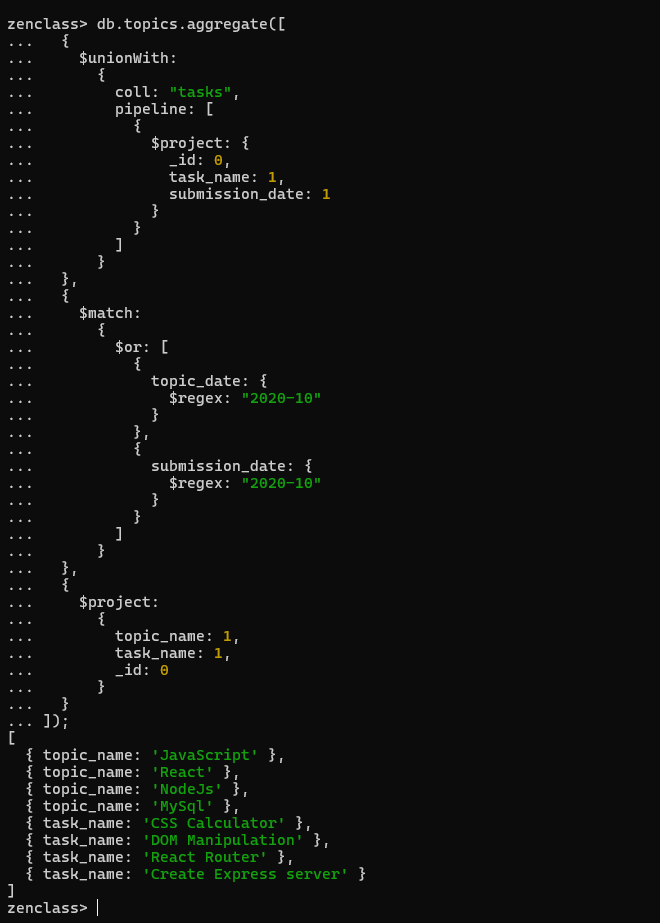 zenclass> db.topics.aggregate([
...   {
...     $unionWith:
...       {
...         coll: "tasks",
...         pipeline: [
...           {
...             $project: {
...               _id: 0,
...               task_name: 1,
...               submission_date: 1
...             }
...           }
...         ]
...       }
...   },
...   {
...     $match:
...       {
...         $or: [
...           {
...             topic_date: {
...               $regex: "2020-10"
...             }
...           },
...           {
...             submission_date: {
...               $regex: "2020-10"
...             }
...           }
...         ]
...       }
...   },
...   {
...     $project:
...       {
...         topic_name: 1,
...         task_name: 1,
...         _id: 0
...       }
...   }
... ]);
[
  { topic_name: 'JavaScript' },
  { topic_name: 'React' },
  { topic_name: 'NodeJs' },
  { topic_name: 'MySql' },
  { task_name: 'CSS Calculator' },
  { task_name: 'DOM Manipulation' },
  { task_name: 'React Router' },
  { task_name: 'Create Express server' }
]
zenclass>